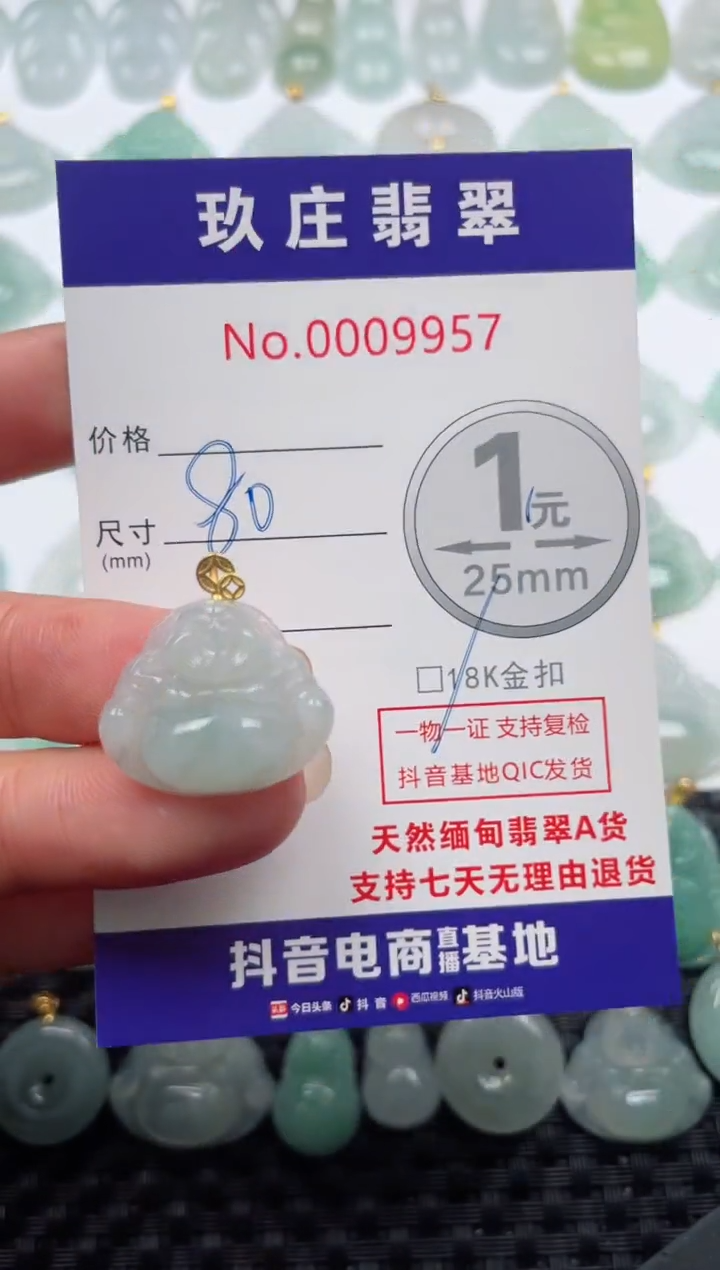 玖庄翡翠
No.0009957
价格
80
尺寸
(mm)
1元
25mm
□18K金扣
一物一证 支持复检
抖音基地QIC发货
天然缅甸翡翠A货
支持七天无理由退货
抖音电商直播基地
头条 今日头条 抖音 西瓜视频 抖音火山版